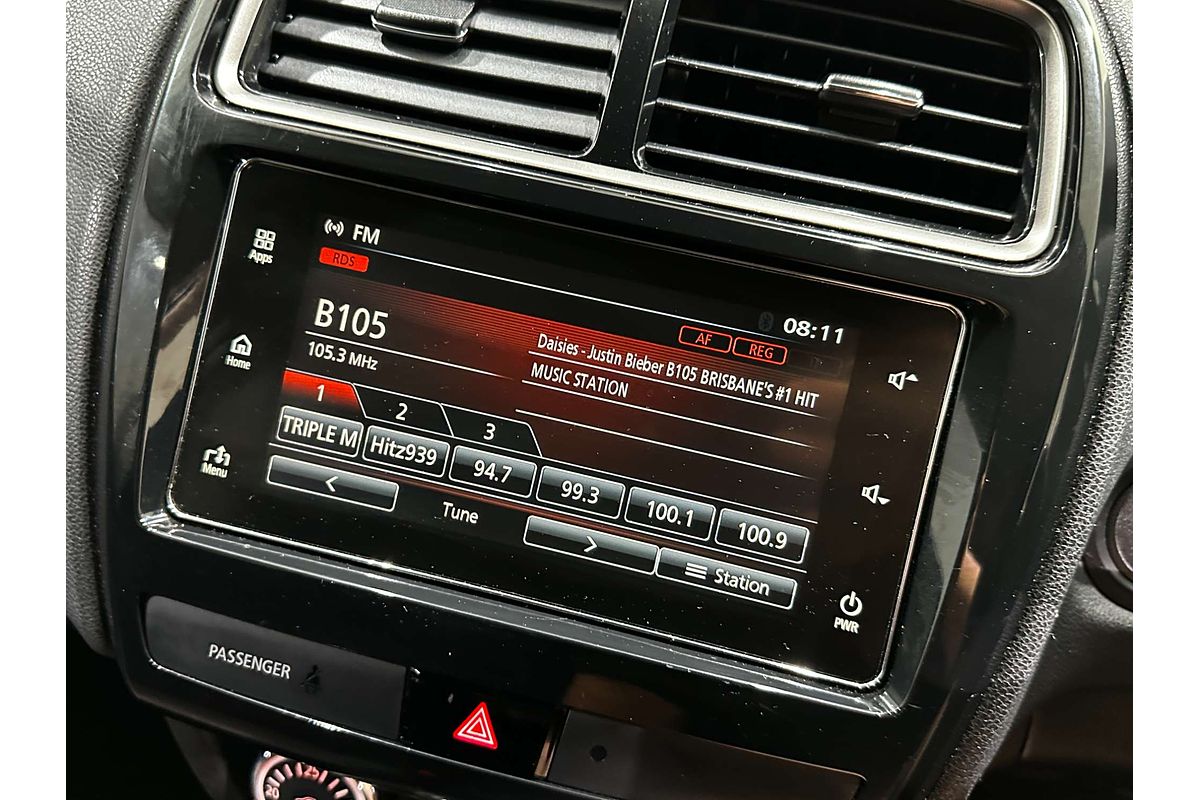 FM
RDS
Apps
08:11
AF REG
B105
105.3 MHz
Daisies - Justin Bieber B105 BRISBANE'S #1 HIT
MUSIC STATION
Home
1 2 3
TRIPLE M Hitz939 94.7 99.3 100.1 100.9
Menu
< Tune >
Station
PWR
PASSENGER
20 25